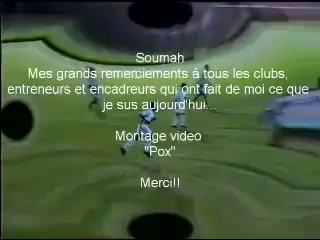 Soumah
Mes grands remerciements à tous les clubs,
entreneurs et encadreurs qui ont fait de moi ce que
je sus aujourd'hui...
Montage video
"Pox"
Merci!!